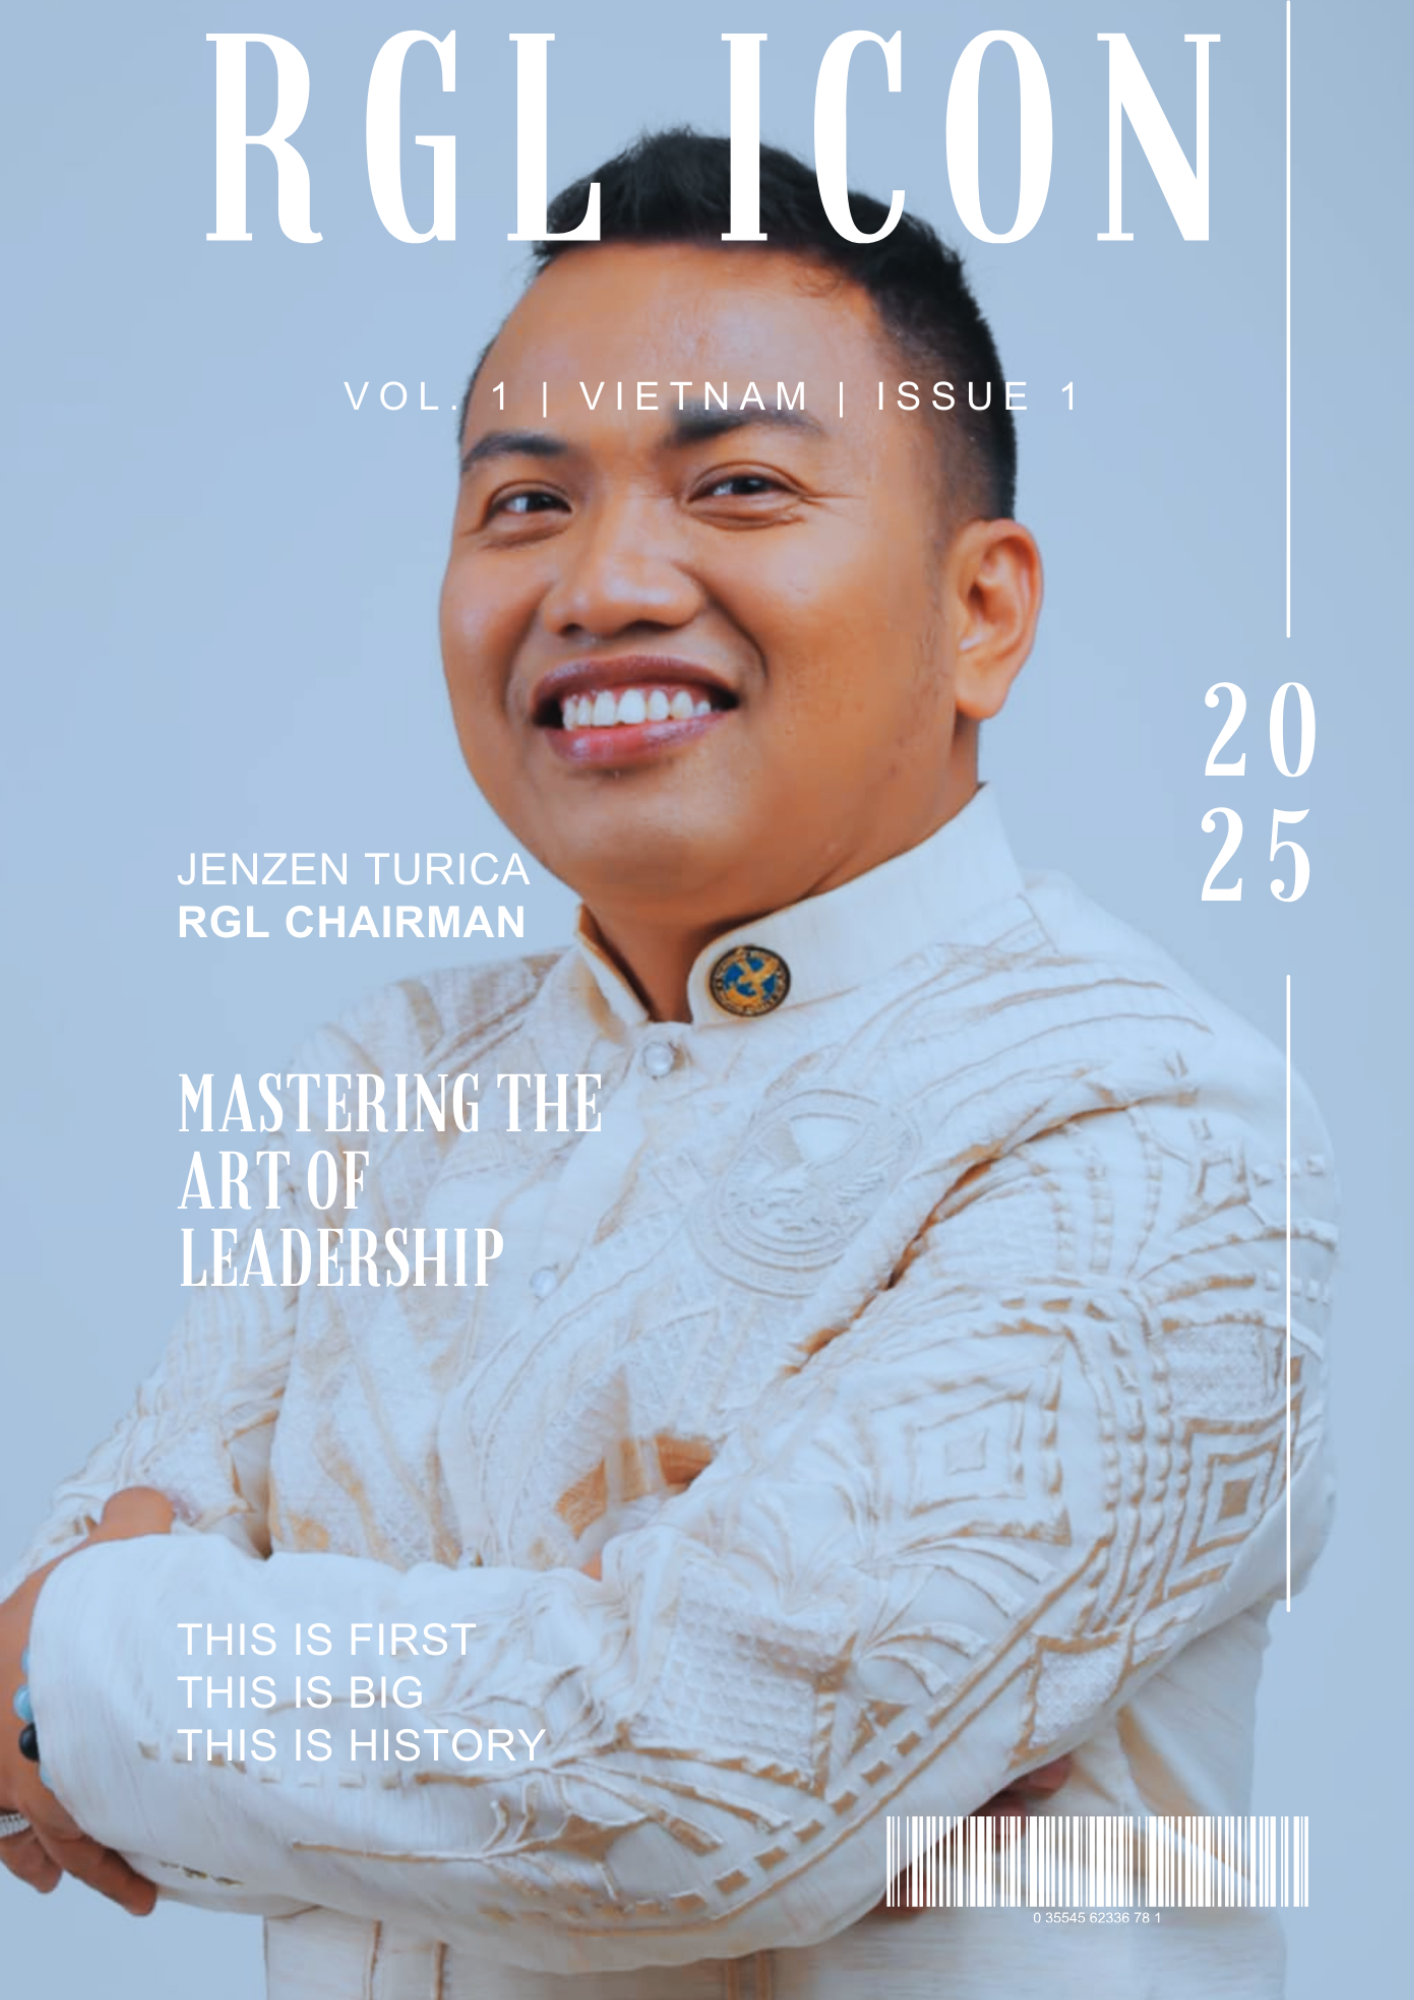 RGL ICON
VOL. 1 | VIETNAM | ISSUE 1
20
25
JENZEN TURICA
RGL CHAIRMAN
MASTERING THE
ART OF
LEADERSHIP
THIS IS FIRST
THIS IS BIG
THIS IS HISTORY
0 35545 62336 78 1